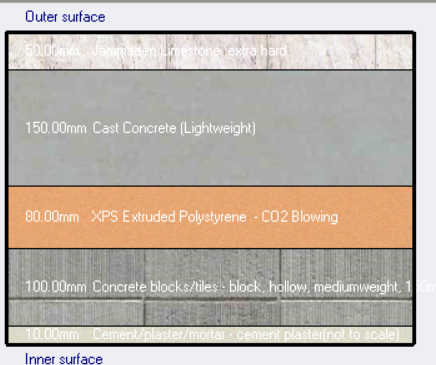 Outer surface
50.00mm Jammagen Limestone, extra hard
150.00mm Cast Concrete (Lightweight)
80.00mm XPS Extruded Polystyrene - CO2 Blowing
100.00mm Concrete blocks/tiles - block, hollow, mediumweight, 1
10.00mm Cement/plaster/mortar - cement plaster(not to scale)
Inner surface